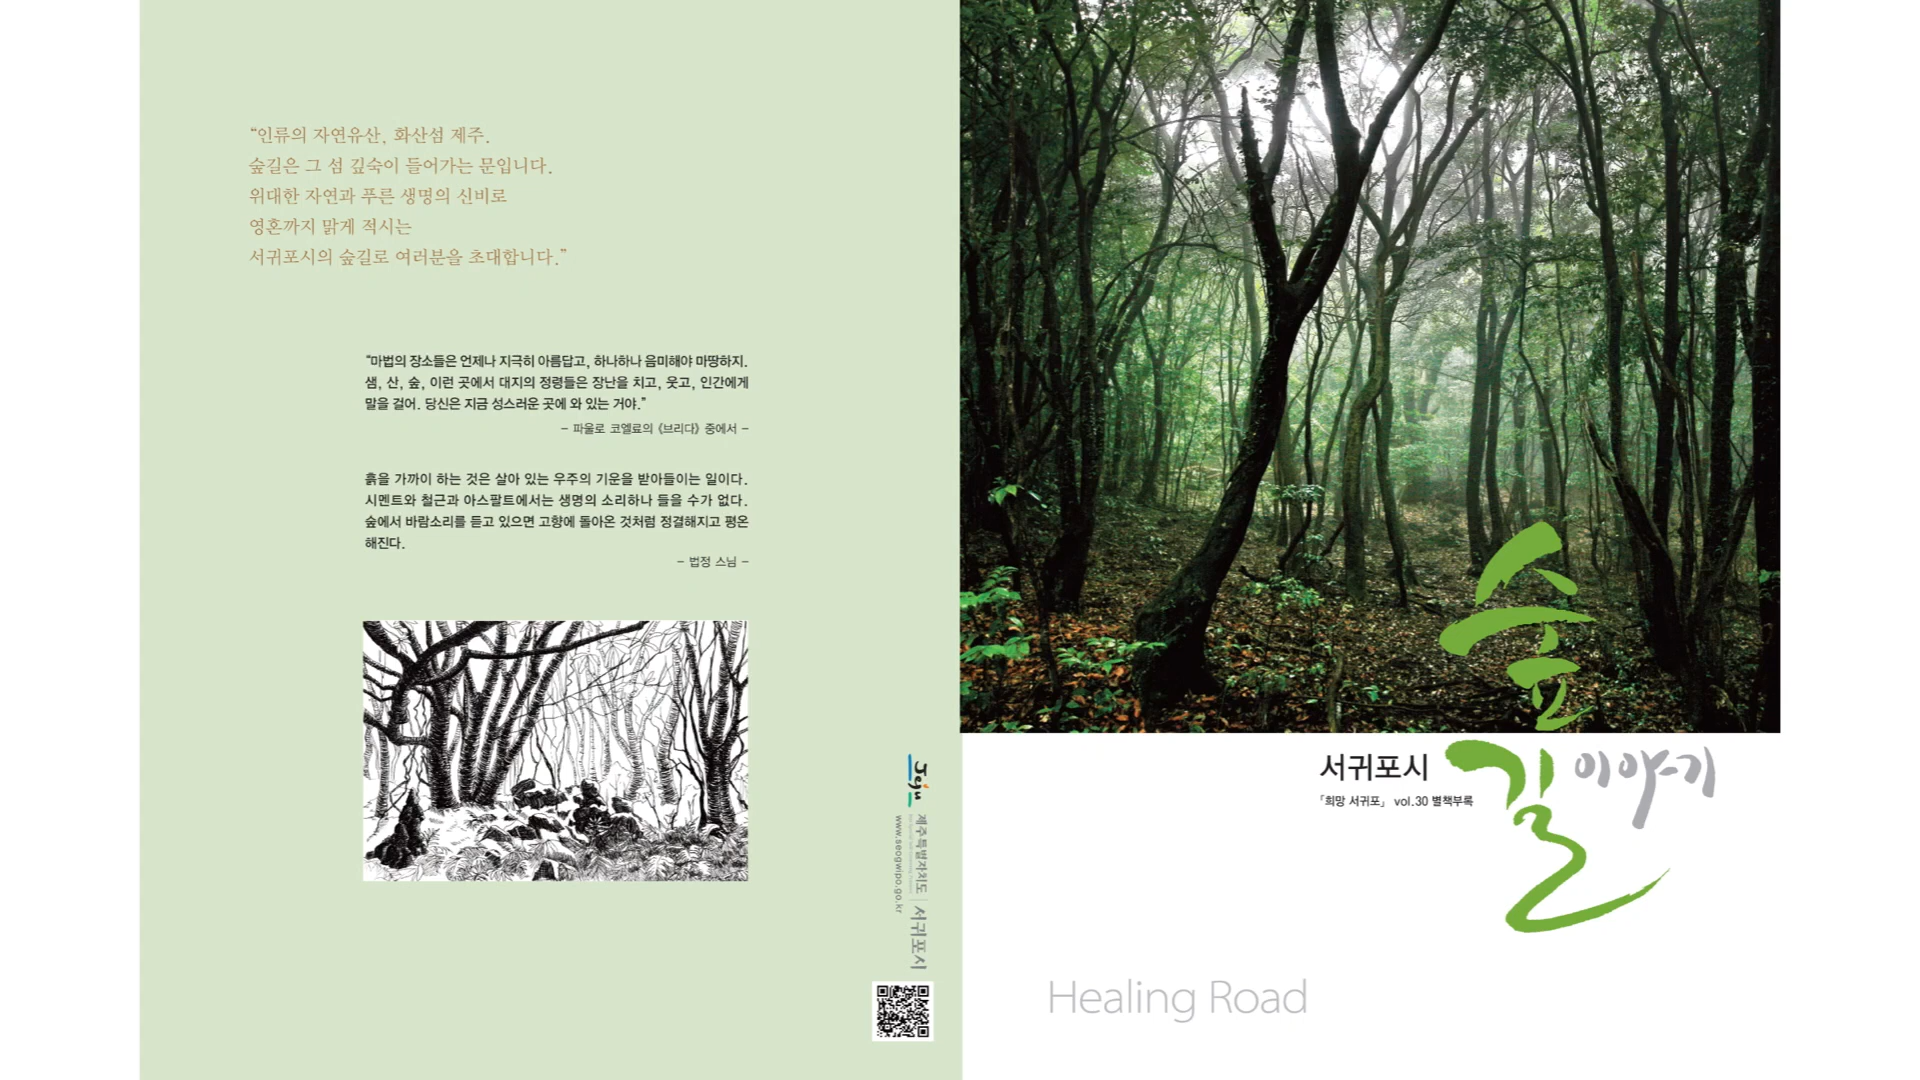 “인류의 자연유산, 화산섬 제주.
숲길은 그 섬 깊숙이 들어가는 문입니다.
위대한 자연과 푸른 생명의 신비로
영혼까지 맑게 적시는
서귀포시의 숲길로 여러분을 초대합니다.”
“마법의 장소들은 언제나 지극히 아름답고, 하나하나 음미해야 마땅하지.
샘, 산, 숲, 이런 곳에서 대지의 정령들은 장난을 치고, 웃고, 인간에게
말을 걸어. 당신은 지금 성스러운 곳에 와 있는 거야.”
– 파울로 코엘료의 《브리다》 중에서 –
흙을 가까이 하는 것은 살아 있는 우주의 기운을 받아들이는 일이다.
시멘트와 철근과 아스팔트에서는 생명의 소리하나 들을 수가 없다.
숲에서 바람소리를 듣고 있으면 고향에 돌아온 것처럼 정결해지고 평온
해진다.
– 법정 스님 –
Jeju
제주특별자치도 | 서귀포시
www.seogwipo.go.kr
서귀포시
숲길 이야기
「희망 서귀포」 vol.30 별책부록
Healing Road